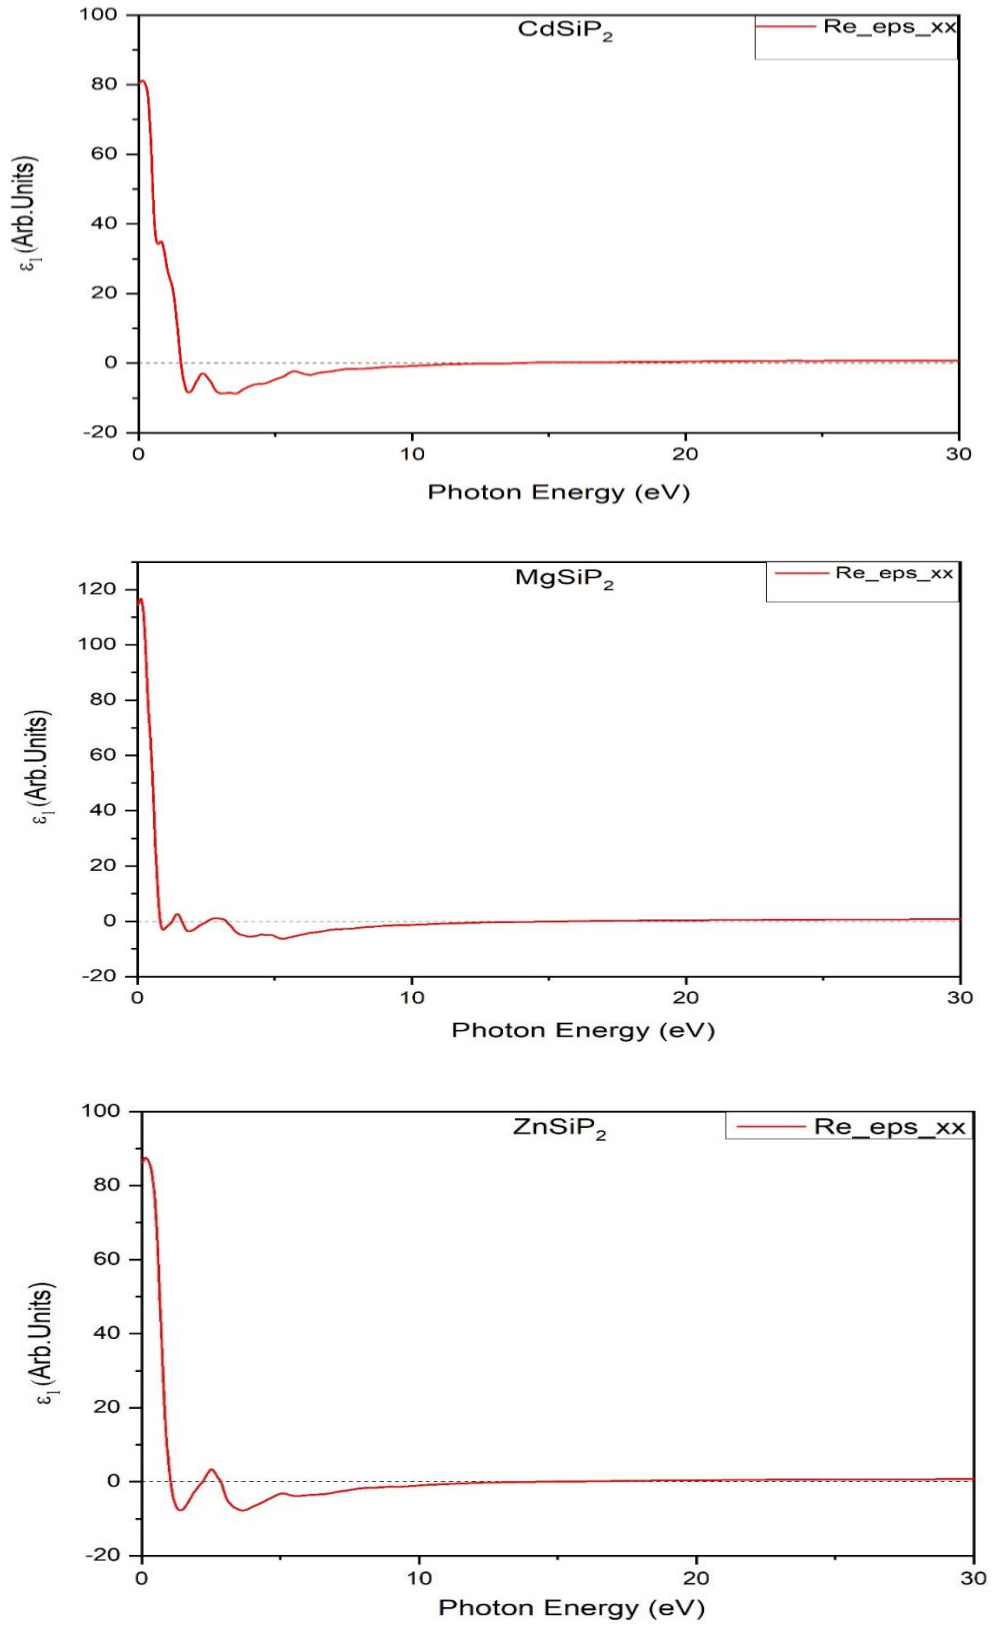 CdSiP₂
Re_eps_xx
100
80
60
40
20
0
-20
ε₁ (Arb.Units)
0 10 20 30
Photon Energy (eV)
MgSiP₂
Re_eps_xx
120
100
80
60
40
20
0
-20
ε₁ (Arb.Units)
0 10 20 30
Photon Energy (eV)
ZnSiP₂
Re_eps_xx
100
80
60
40
20
0
-20
ε₁ (Arb.Units)
0 10 20 30
Photon Energy (eV)